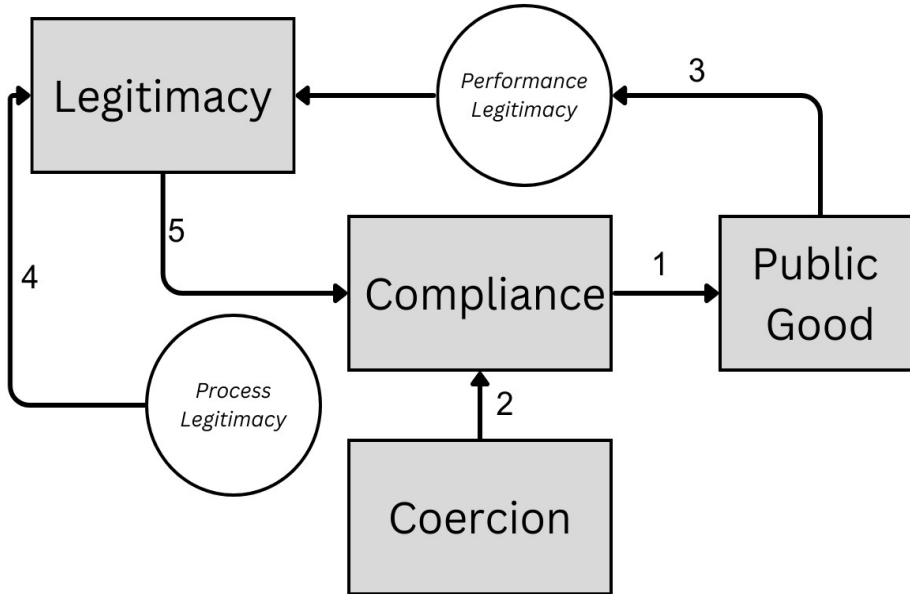 Legitimacy
Performance
Legitimacy
3
5
4
Compliance
1
Public
Good
Process
Legitimacy
2
Coercion